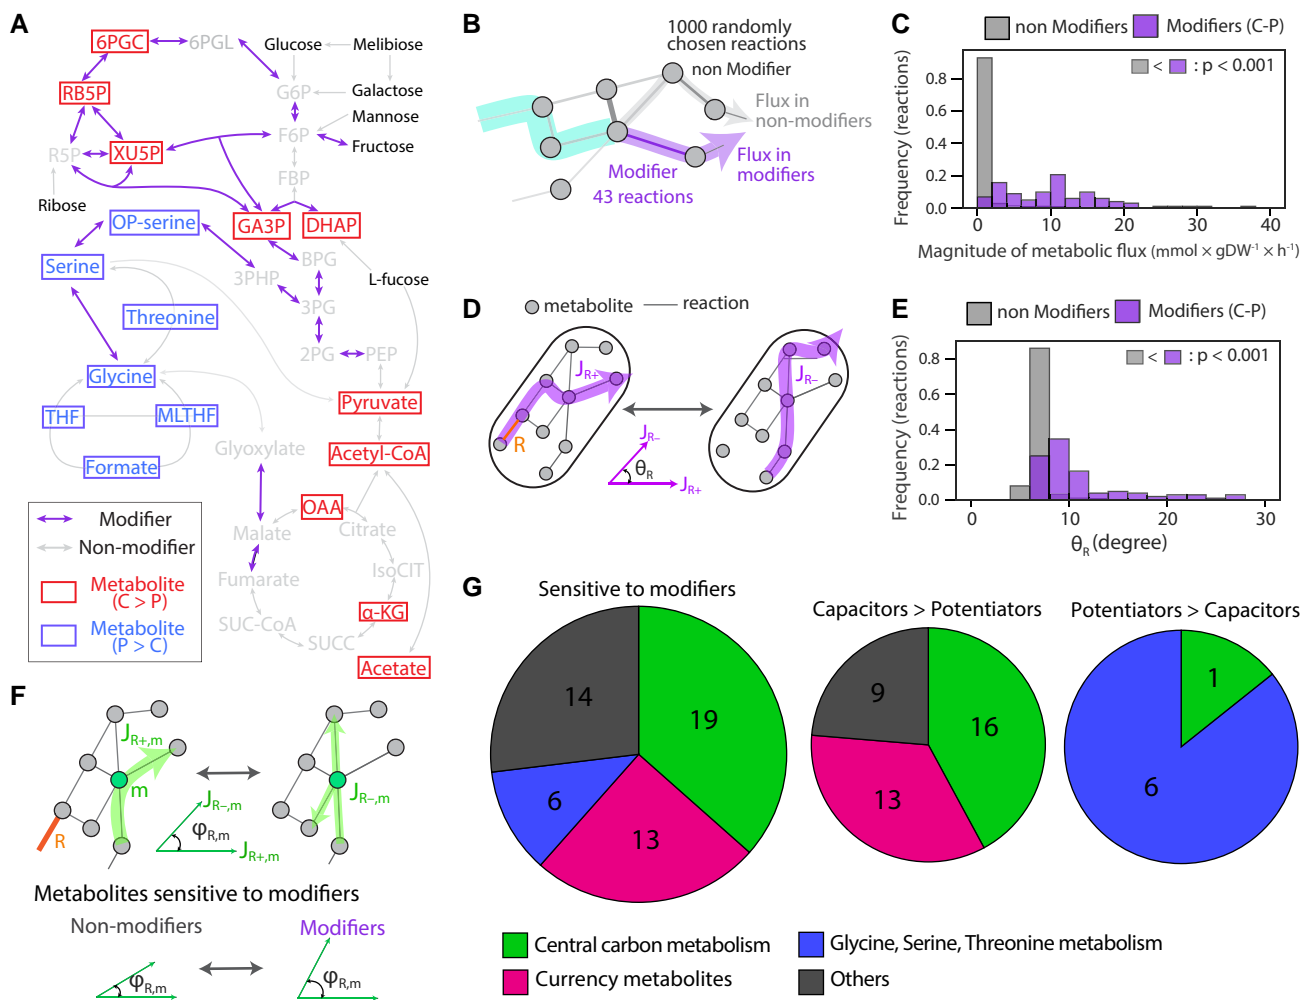 A
6PGC
6PGL
Glucose
Melibiose
RB5P
G6P
Galactose
Mannose
R5P
XU5P
F6P
Fructose
FBP
Ribose
OP-serine
GA3P
DHAP
Serine
BPG
3PHP
L-fucose
3PG
Threonine
2PG
PEP
Glycine
Pyruvate
THF
MLTHF
Glyoxylate
Acetyl-CoA
Formate
OAA
Malate
Citrate
Fumarate
IsoCIT
α-KG
SUC-CoA
SUCC
Acetate
Modifier
Non-modifier
Metabolite
(C > P)
Metabolite
(P > C)
B
1000 randomly
chosen reactions
non Modifier
Flux in
non-modifiers
Modifier
43 reactions
Flux in
modifiers
C
non Modifiers
Modifiers (C-P)
< : p < 0.001
Frequency (reactions)
0.8
0.6
0.4
0.2
0.0
0
10
20
30
40
Magnitude of metabolic flux (mmol × gDW⁻¹ × h⁻¹)
D
metabolite
reaction
J_R+
R
J_R−
J_R−
θ_R
J_R+
E
non Modifiers
Modifiers (C-P)
< : p < 0.001
Frequency (reactions)
0.8
0.6
0.4
0.2
0.0
0
10
20
30
θ_R (degree)
F
J_R+,m
m
R
J_R−,m
J_R−,m
φ_R,m
J_R+,m
Metabolites sensitive to modifiers
Non-modifiers
Modifiers
φ_R,m
φ_R,m
G
Sensitive to modifiers
14
19
6
13
Capacitors > Potentiators
9
16
13
Potentiators > Capacitors
1
6
Central carbon metabolism
Glycine, Serine, Threonine metabolism
Currency metabolites
Others